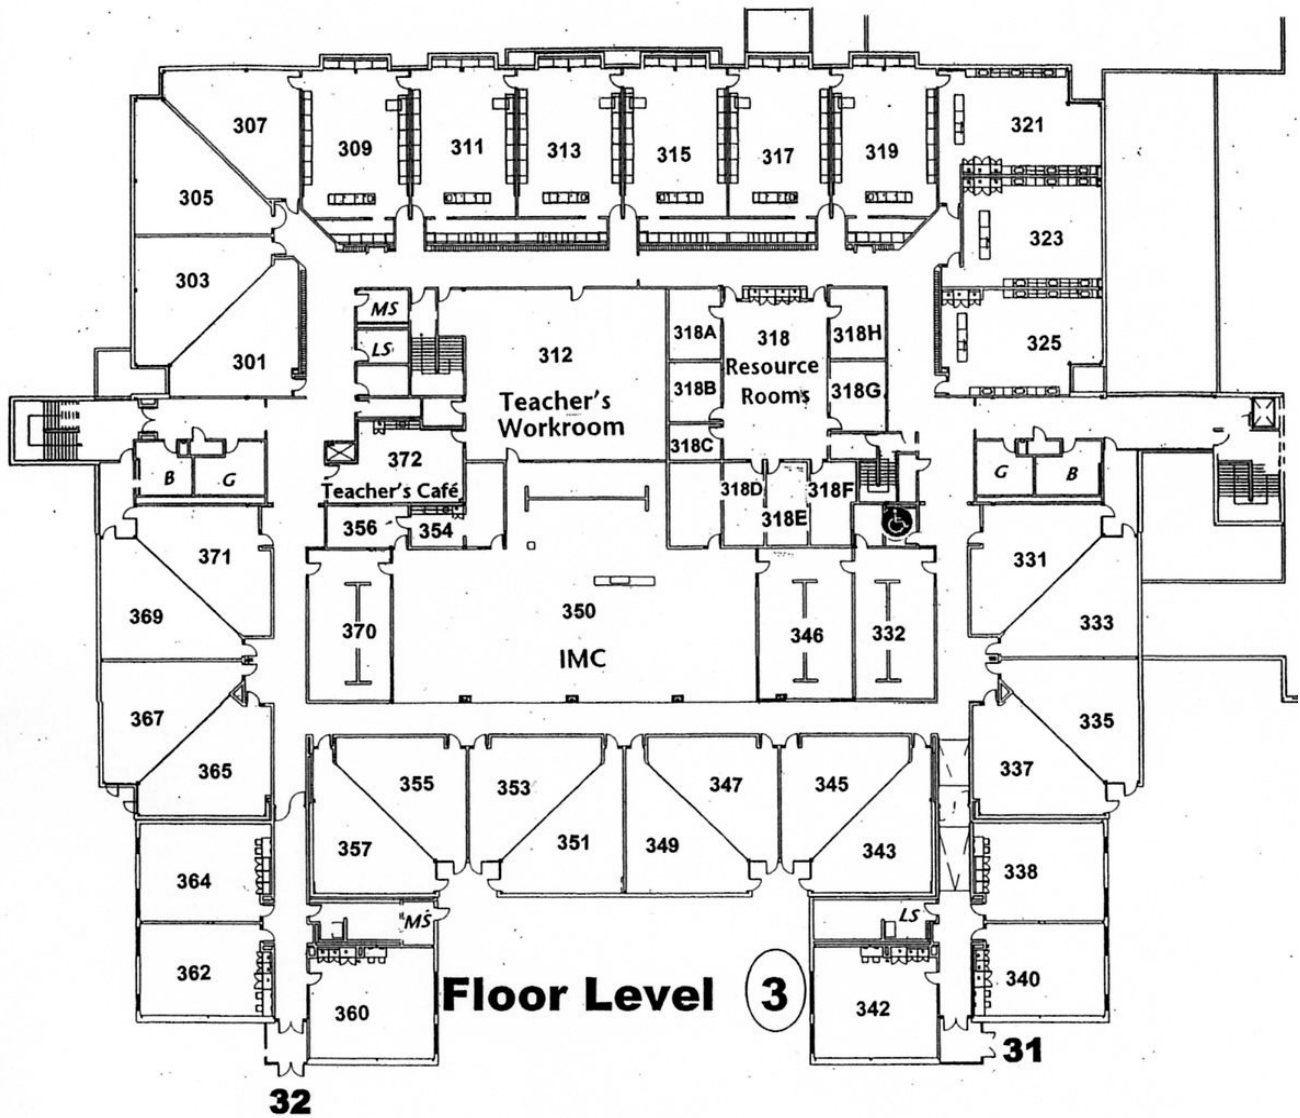 307
309
311
313
315
317
319
321
305
323
303
MS
318A
318
Resource
Rooms
318H
LS
312
301
325
318B
318G
Teacher's
Workroom
318C
372
Teacher's Café
B
G
G
B
318D
318E
318F
356
354
371
331
369
370
350
IMC
346
332
333
367
335
365
355
353
347
345
337
357
351
349
343
364
338
MS
LS
362
340
360
Floor Level 3
342
31
32